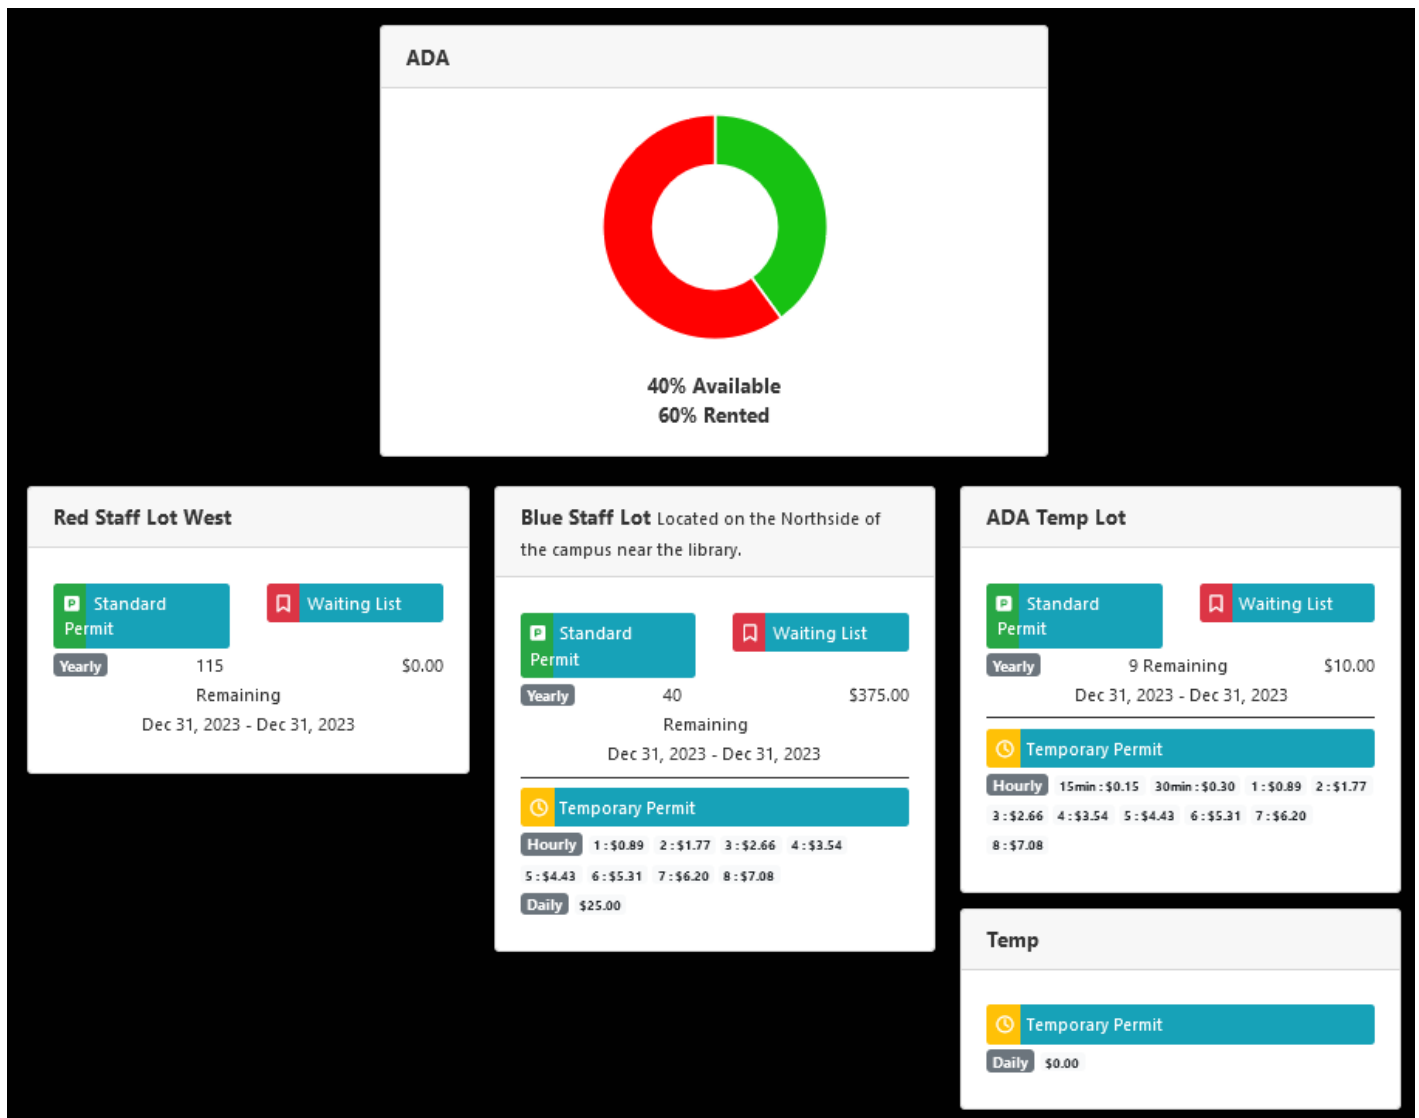 ADA
40% Available
60% Rented
Red Staff Lot West
Standard
Permit
Waiting List
Yearly 115 $0.00
Remaining
Dec 31, 2023 - Dec 31, 2023
Blue Staff Lot Located on the Northside of
the campus near the library.
Standard
Permit
Waiting List
Yearly 40 $375.00
Remaining
Dec 31, 2023 - Dec 31, 2023
Temporary Permit
Hourly 1 : $0.89 2 : $1.77 3 : $2.66 4 : $3.54
5 : $4.43 6 : $5.31 7 : $6.20 8 : $7.08
Daily $25.00
ADA Temp Lot
Standard
Permit
Waiting List
Yearly 9 Remaining $10.00
Dec 31, 2023 - Dec 31, 2023
Temporary Permit
Hourly 15min : $0.15 30min : $0.30 1 : $0.89 2 : $1.77
3 : $2.66 4 : $3.54 5 : $4.43 6 : $5.31 7 : $6.20
8 : $7.08
Temp
Temporary Permit
Daily $0.00